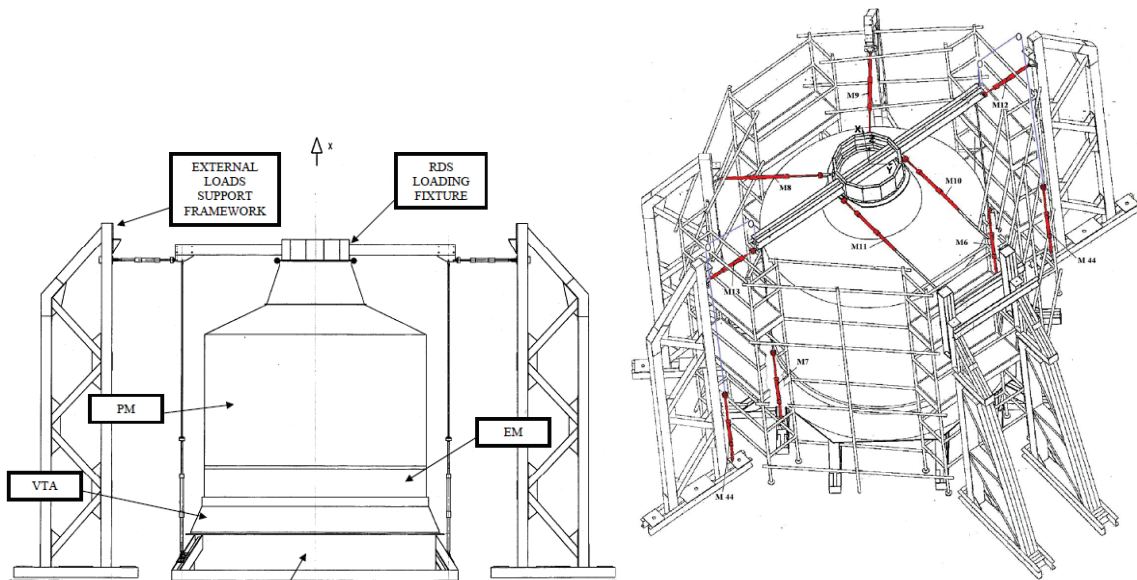 x
EXTERNAL
LOADS
SUPPORT
FRAMEWORK
RDS
LOADING
FIXTURE
PM
EM
VTA
M9
M12
X
Z
Y
M8
M10
M11
M6
M 44
M13
M7
M 44